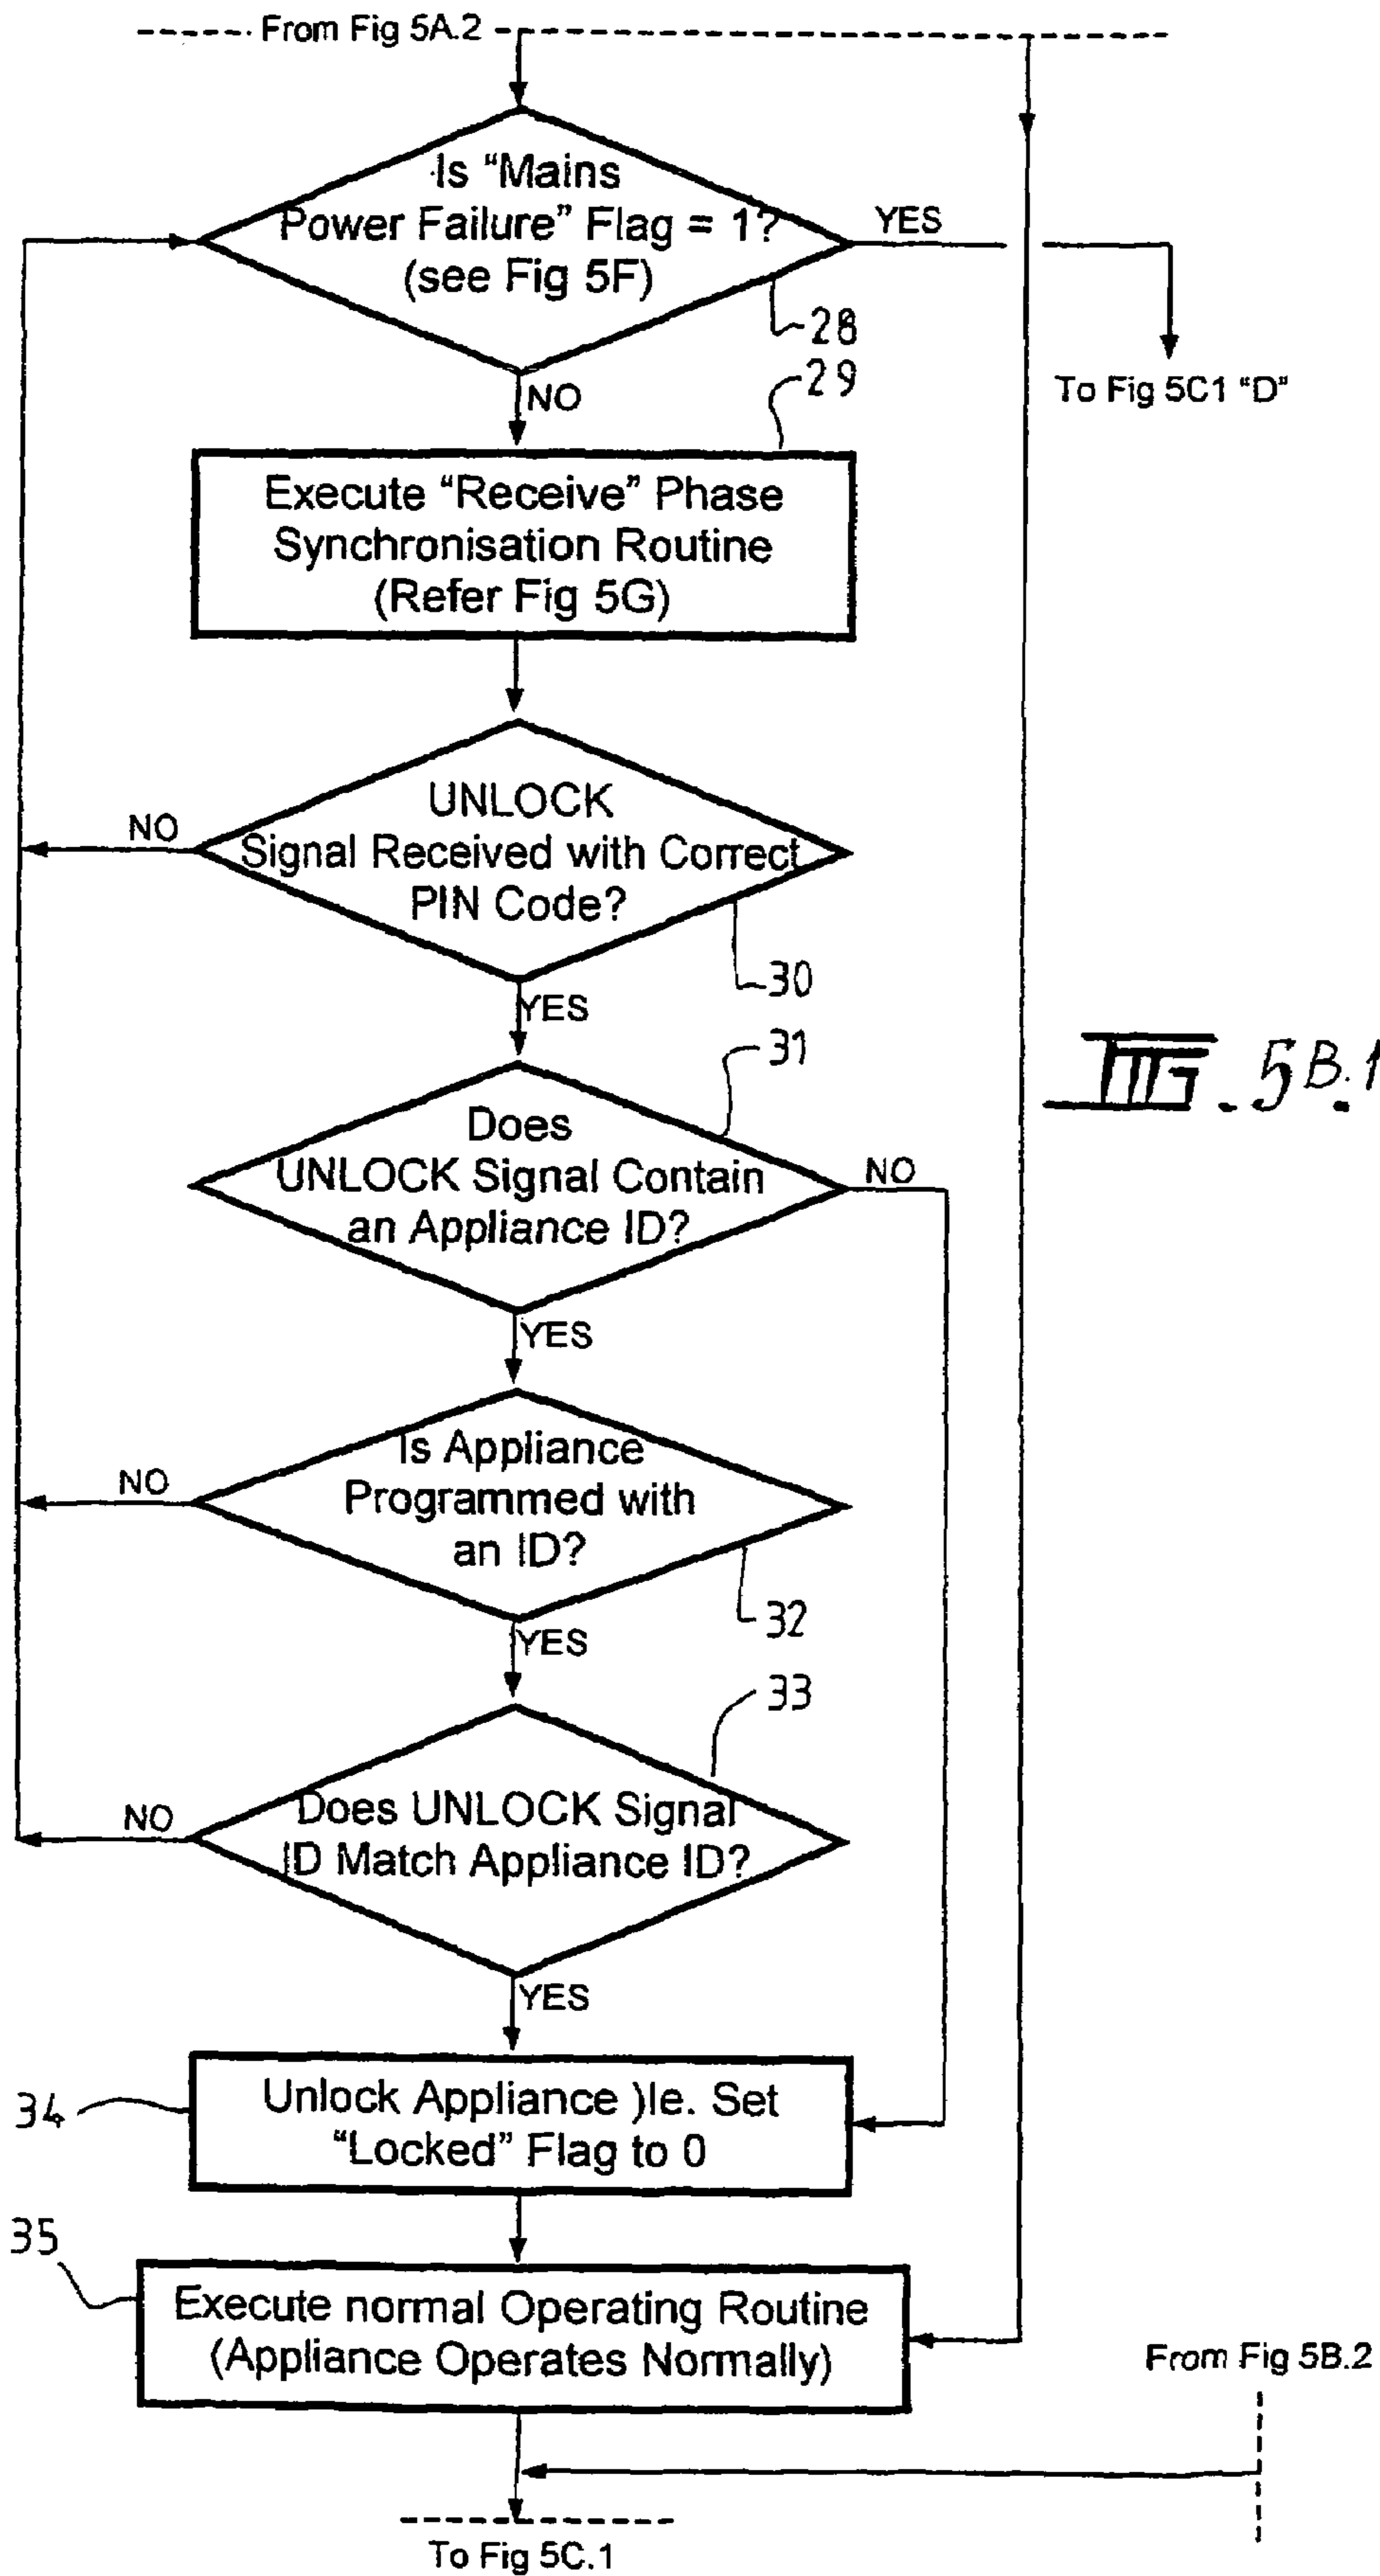 From Fig 5A.2
Is “Mains
Power Failure” Flag = 1?
(see Fig 5F)
YES
28
To Fig 5C1 “D”
NO
29
Execute “Receive” Phase
Synchronisation Routine
(Refer Fig 5G)
UNLOCK
Signal Received with Correct
PIN Code?
NO
30
YES
31
Does
UNLOCK Signal Contain
an Appliance ID?
NO
FIG. 5B.1
YES
Is Appliance
Programmed with
an ID?
NO
32
YES
33
Does UNLOCK Signal
ID Match Appliance ID?
NO
YES
34
Unlock Appliance )Ie. Set
“Locked” Flag to 0
35
Execute normal Operating Routine
(Appliance Operates Normally)
From Fig 5B.2
To Fig 5C.1